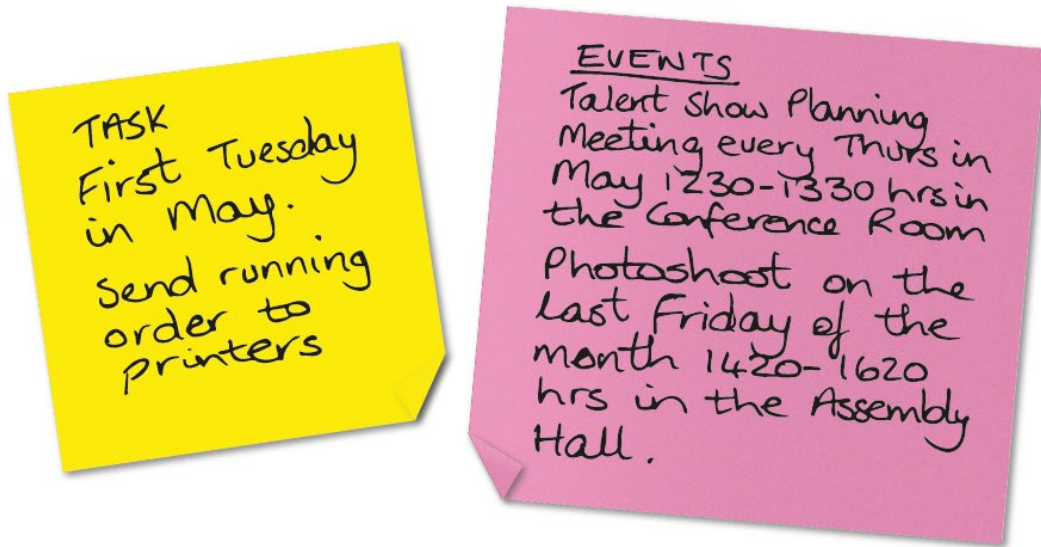 TASK
First Tuesday
in May.
Send running
order to
printers
EVENTS
Talent Show Planning
Meeting every Thurs in
May 1230-1330 hrs in
the Conference Room
Photoshoot on the
last Friday of the
month 1420-1620
hrs in the Assembly
Hall.